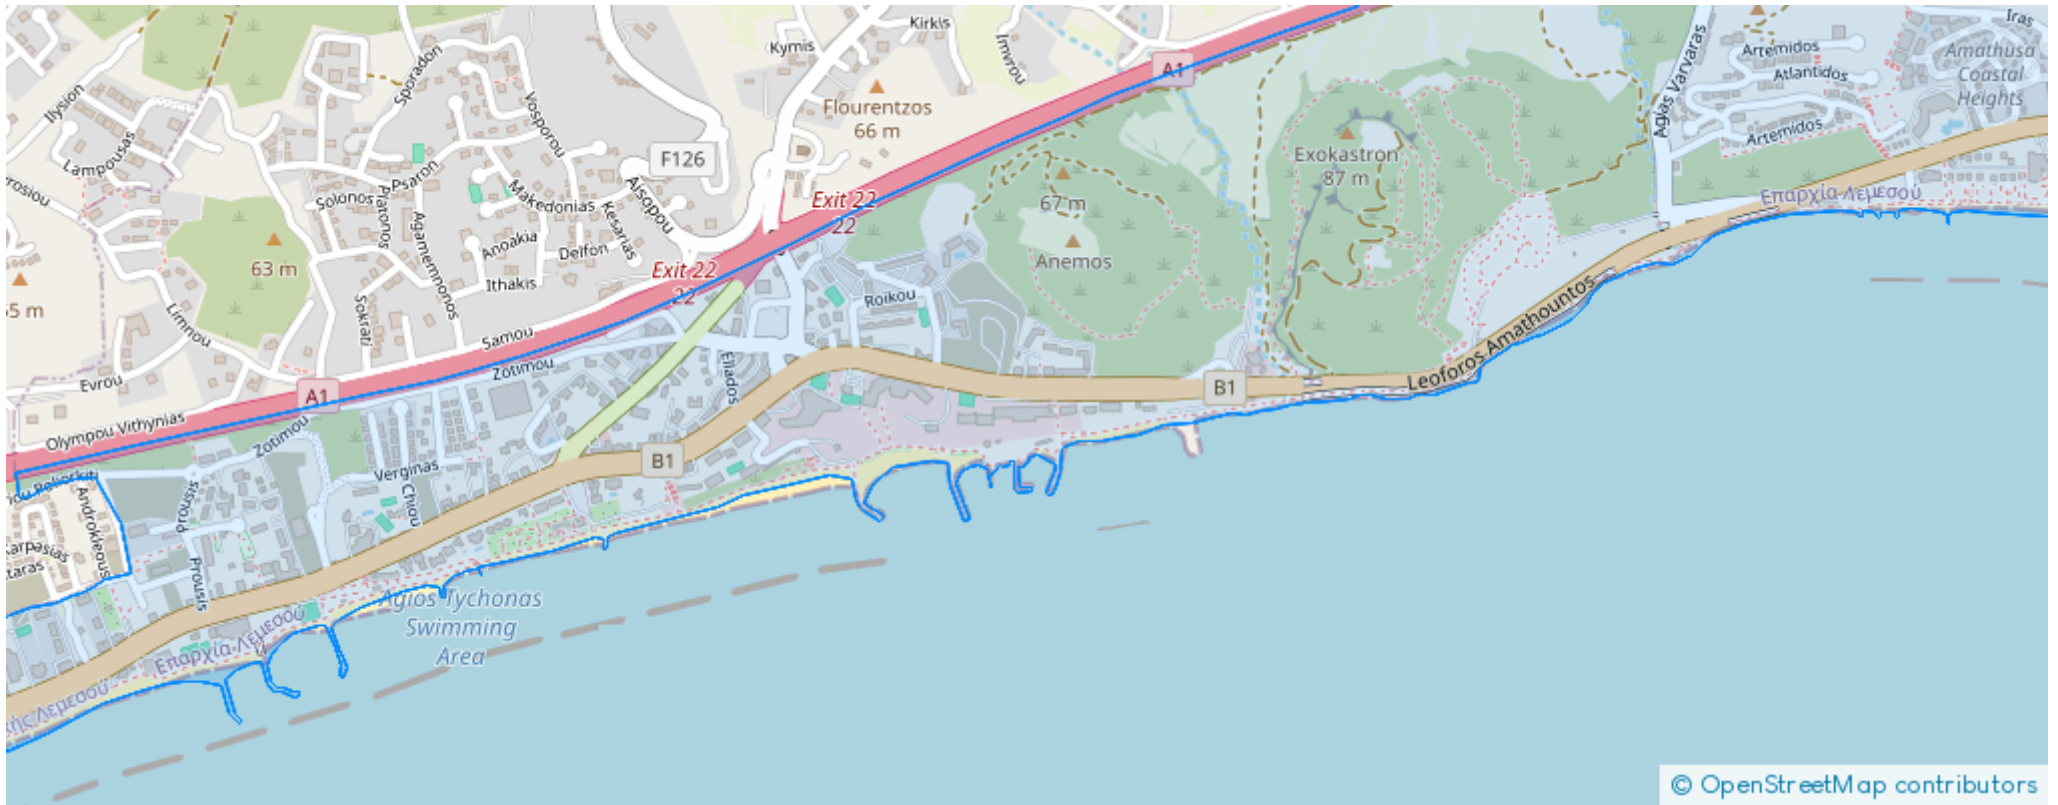 Kirkis
Kymis
Imvrou
Iras
Artemidos
Amathusa
Coastal
Heights
Atlantidos
Artemidos
Agias Varvaras
A1
Ilysion
Sporadon
Vosporou
Flourentzos
66 m
F126
Lampousas
Psaron
Solonos
Platonos
Agamemnonos
Makedonias
Kesarias
Aisopou
Anoakia
Delfon
Ithakis
Sokrati
Limniou
63 m
Exit 22
22
Exit 22
22
67 m
Anemos
Exokastron
87 m
Επαρχία Λεμεσού
Roikou
Samou
Zotimou
Eliados
Evrou
A1
Olympou Vithynias
Zotimou
Verginas
Chiou
B1
B1
Leoforos Amathountos
Androkleous
Prousis
Prousis
Karpasias
Επαρχία Λεμεσού
Agios Tychonas
Swimming
Area
© OpenStreetMap contributors